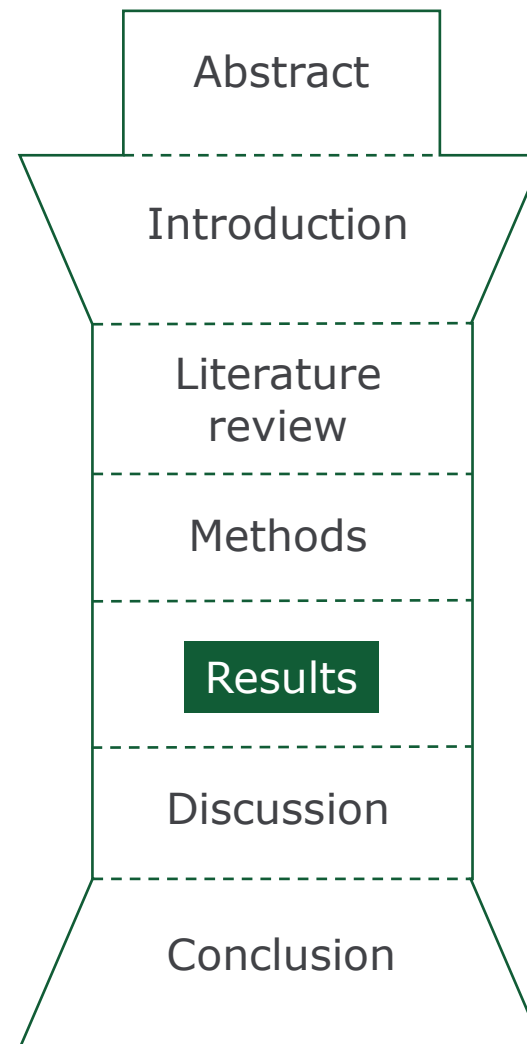 Abstract
Introduction
Literature
review
Methods
Results
Discussion
Conclusion